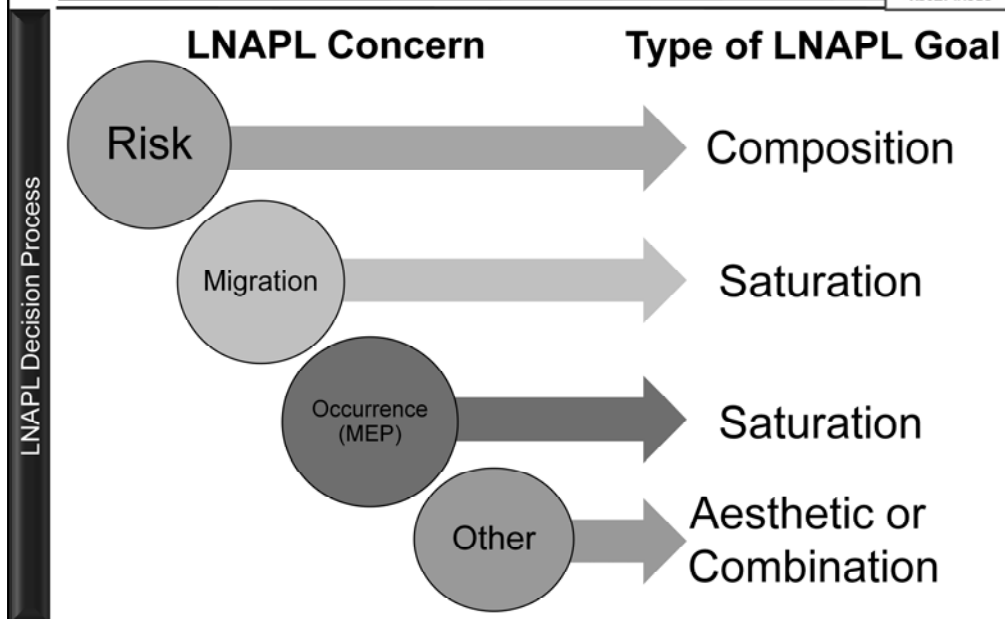 LNAPL Concern
Type of LNAPL Goal
LNAPL Decision Process
Risk
Composition
Migration
Saturation
Occurrence
(MEP)
Saturation
Other
Aesthetic or
Combination